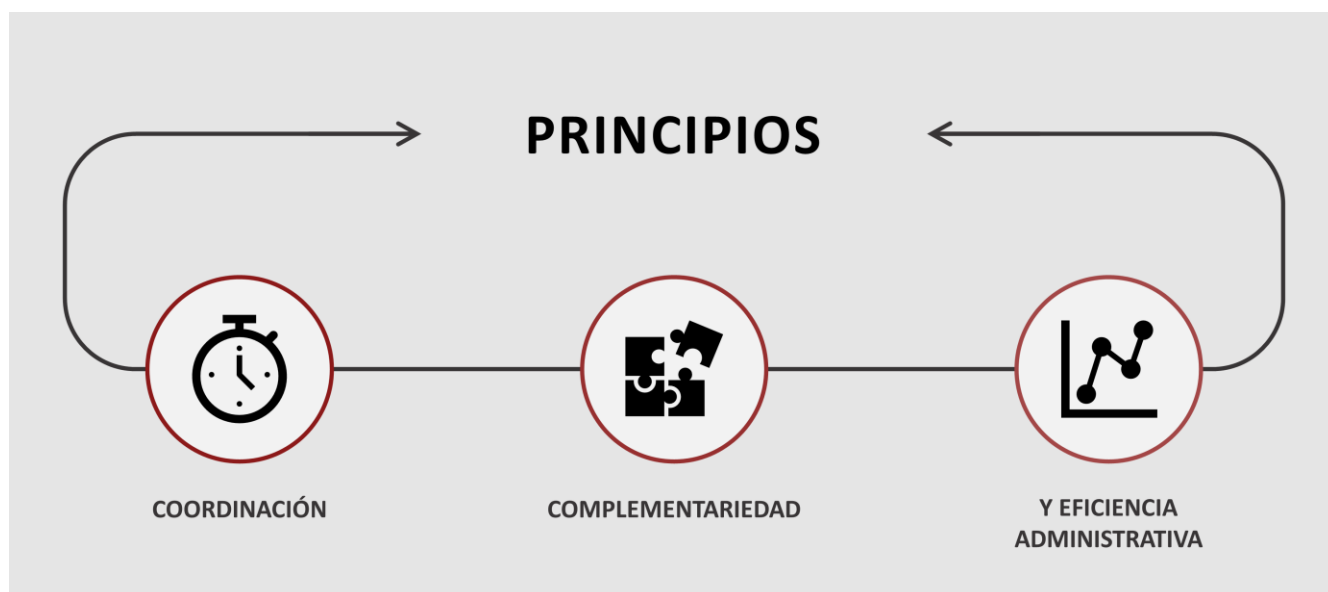 PRINCIPIOS
COORDINACIÓN
COMPLEMENTARIEDAD
Y EFICIENCIA
ADMINISTRATIVA